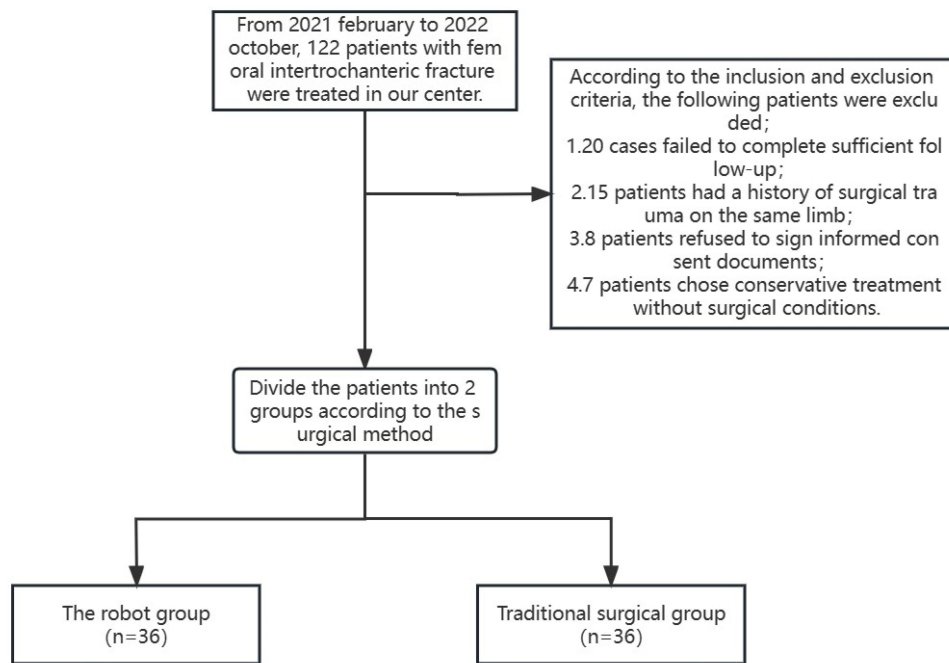 From 2021 february to 2022
october, 122 patients with fem
oral intertrochanteric fracture
were treated in our center.
According to the inclusion and exclusion
criteria, the following patients were exclu
ded;
1.20 cases failed to complete sufficient fol
low-up;
2.15 patients had a history of surgical tra
uma on the same limb;
3.8 patients refused to sign informed con
sent documents;
4.7 patients chose conservative treatment
without surgical conditions.
Divide the patients into 2
groups according to the s
urgical method
The robot group
(n=36)
Traditional surgical group
(n=36)